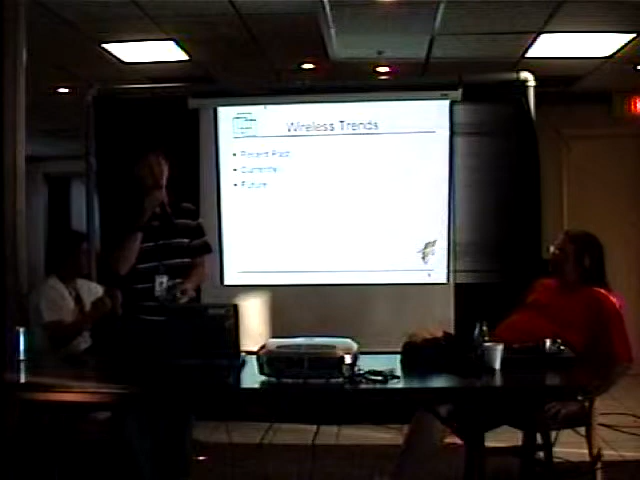 Wireless Trends
• Recent Past
• Currently
• Future